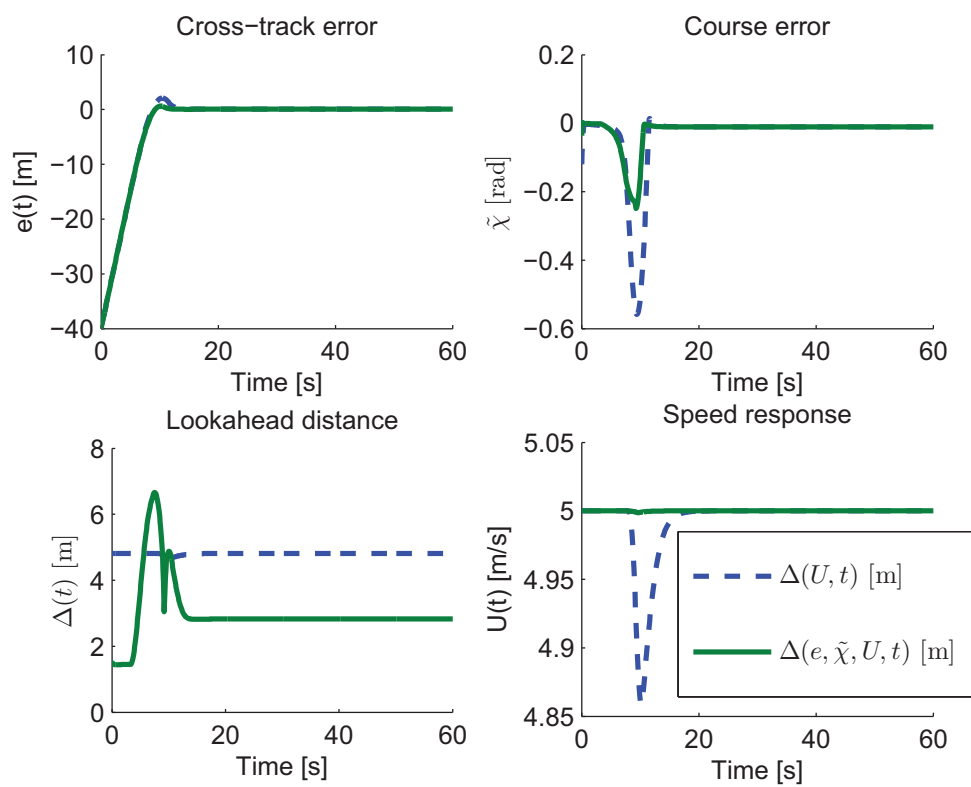 Cross−track error
10
0
−10
−20
−30
−40
e(t) [m]
0
20
40
60
Time [s]
Course error
0.2
0
−0.2
−0.4
−0.6
χ̃ [rad]
0
20
40
60
Time [s]
Lookahead distance
8
6
4
2
0
Δ(t) [m]
0
20
40
60
Time [s]
Speed response
5.05
5
4.95
4.9
4.85
U(t) [m/s]
0
20
40
60
Time [s]
Δ(U, t) [m]
Δ(e, χ̃, U, t) [m]